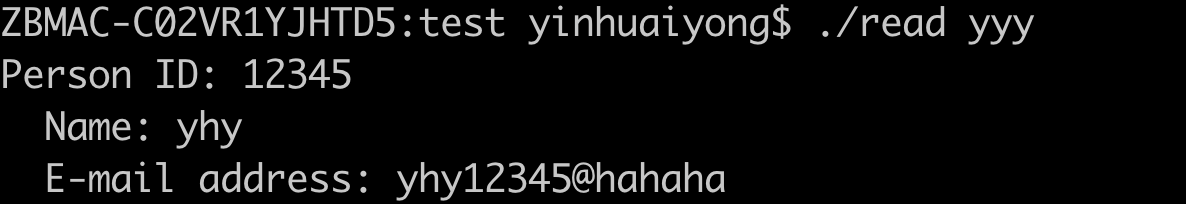 ZBMAC-C02VR1YJHTD5:test yinhuaiyong$ ./read yyy
Person ID: 12345
  Name: yhy
  E-mail address: yhy12345@hahaha